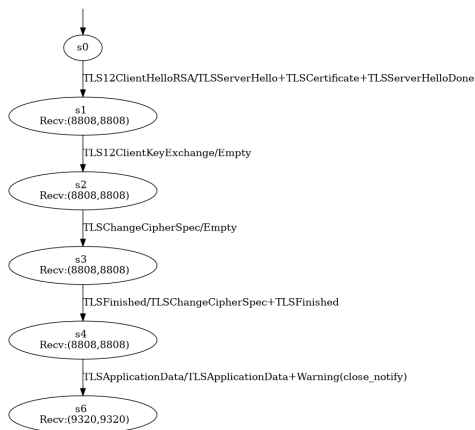 s0
TLS12ClientHelloRSA/TLSServerHello+TLSCertificate+TLSServerHelloDone
s1
Recv:(8808,8808)
TLS12ClientKeyExchange/Empty
s2
Recv:(8808,8808)
TLSChangeCipherSpec/Empty
s3
Recv:(8808,8808)
TLSFinished/TLSChangeCipherSpec+TLSFinished
s4
Recv:(8808,8808)
TLSApplicationData/TLSApplicationData+Warning(close_notify)
s6
Recv:(9320,9320)